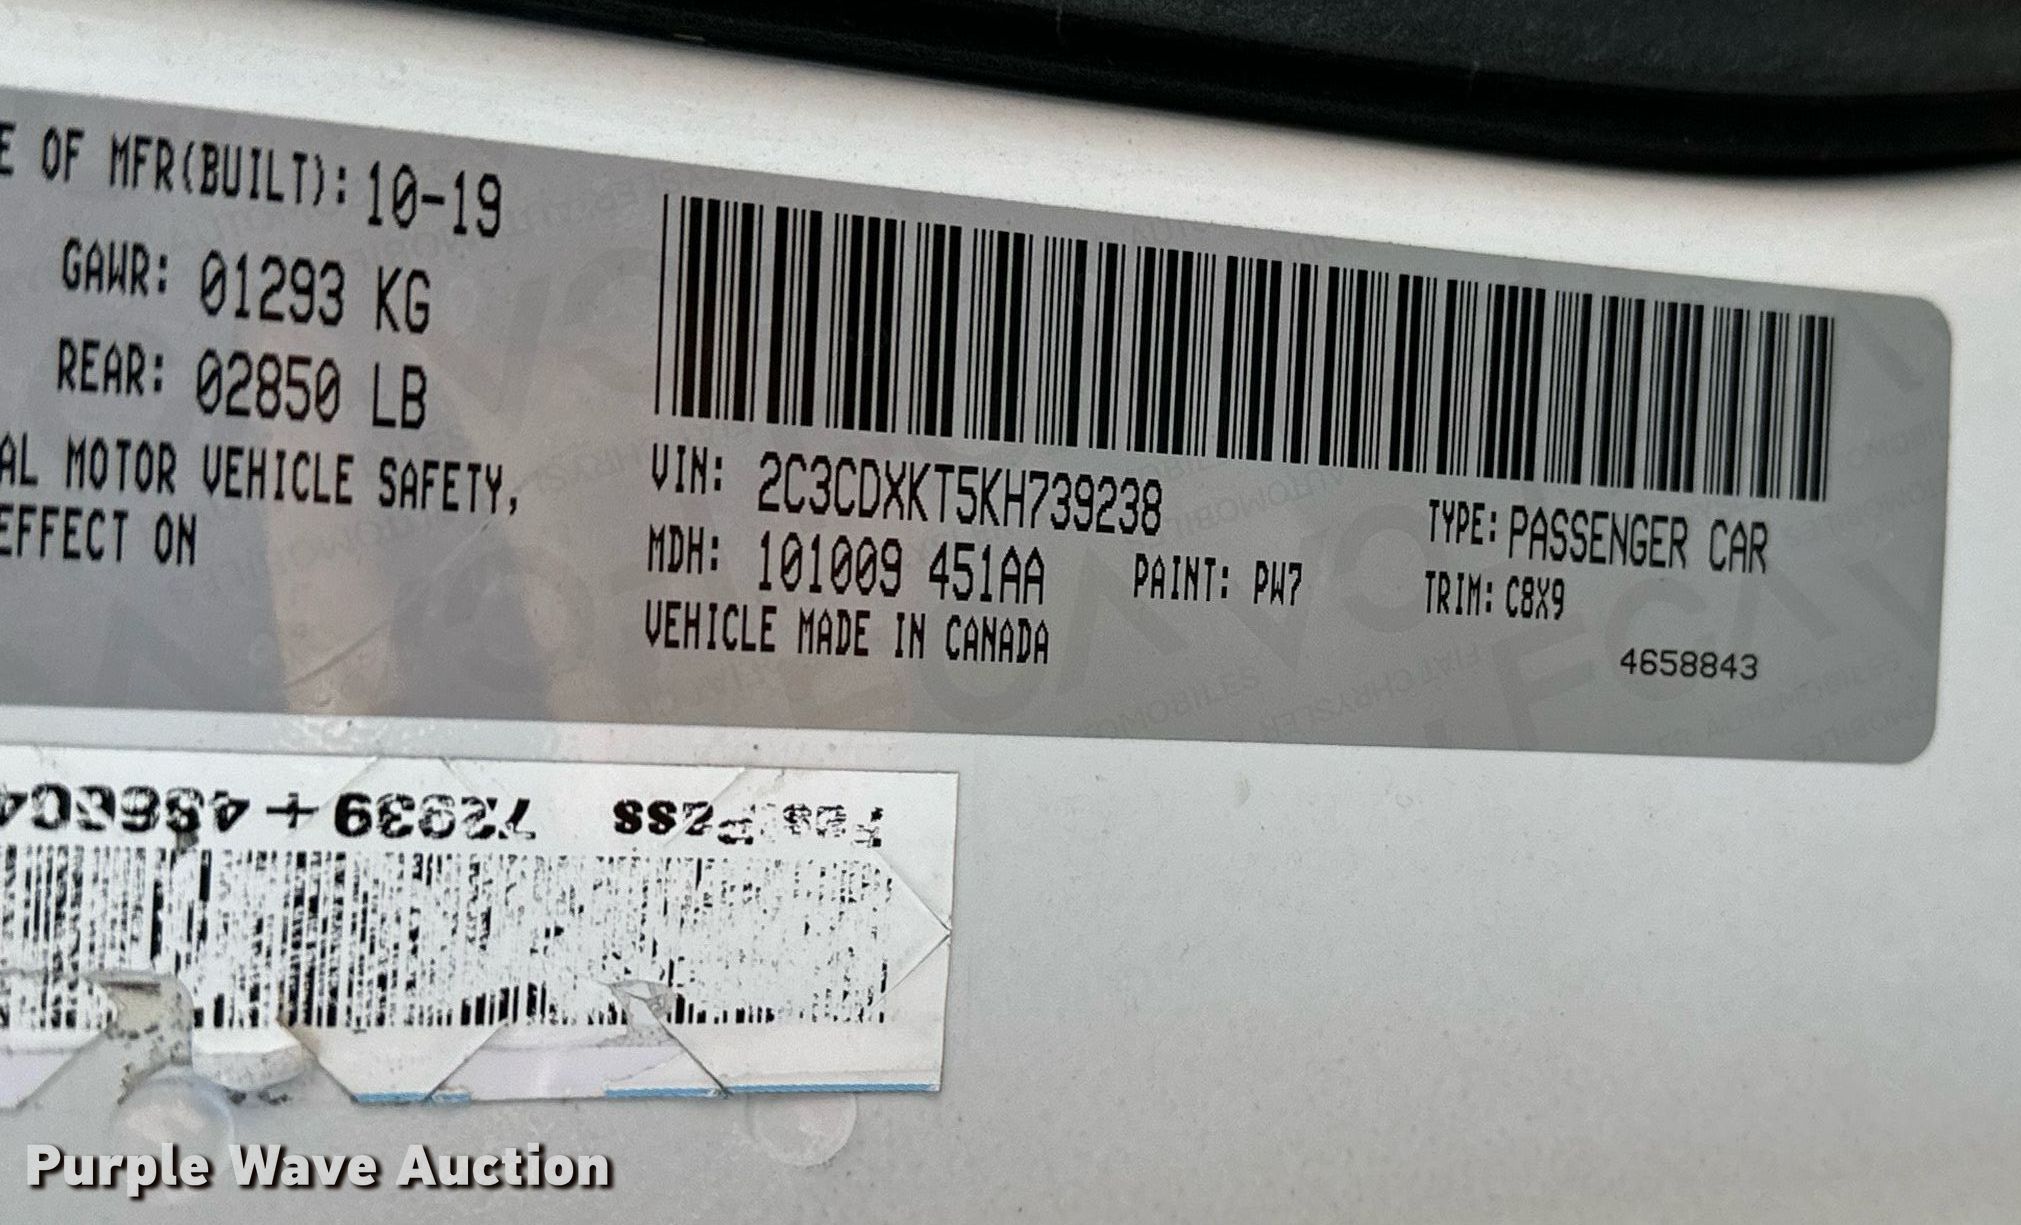 E OF MFR(BUILT): 10-19
GAWR: 01293 KG
REAR: 02850 LB
AL MOTOR VEHICLE SAFETY,
EFFECT ON
VIN: 2C3CDXKT5KH739238
TYPE: PASSENGER CAR
MDH: 101009 451AA
PAINT: PW7
TRIM: C8X9
VEHICLE MADE IN CANADA
4658843
Purple Wave Auction